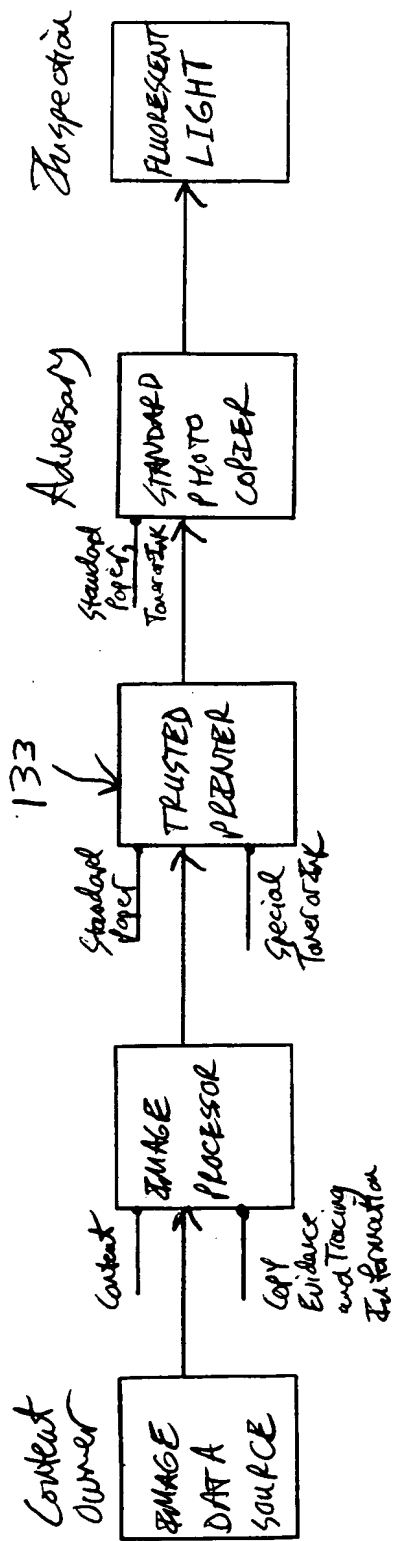 Content
Owner
IMAGE
DATA
SOURCE
Content
IMAGE
PROCESSOR
Copy
Evidence
and Tracing
Information
133
Standard
Paper
TRUSTED
PRINTER
Special
Toner or Ink
Adversary
Standard
Paper,
Toner or Ink
STANDARD
PHOTO
COPIER
Inspection
FLUORESCENT
LIGHT